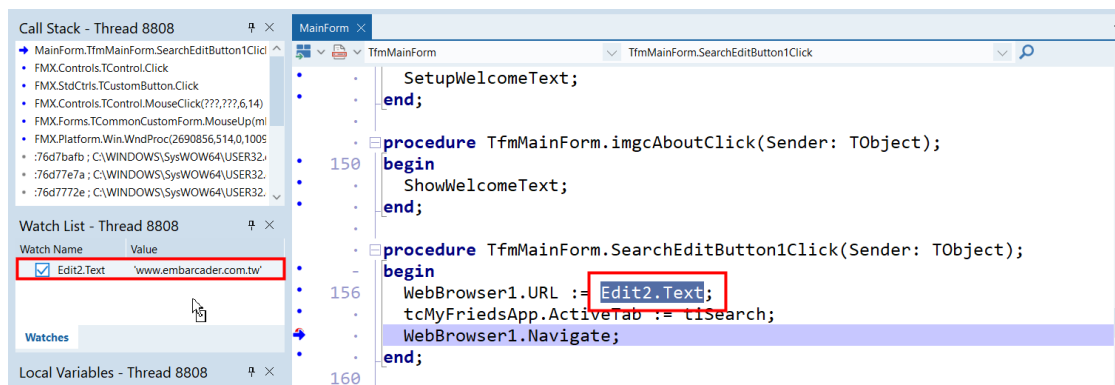 Call Stack - Thread 8808
MainForm.TfmMainForm.SearchEditButton1Clicl
FMX.Controls.TControl.Click
FMX.StdCtrls.TCustomButton.Click
FMX.Controls.TControl.MouseClick(???,???,6,14)
FMX.Forms.TCommonCustomForm.MouseUp(ml
FMX.Platform.Win.WndProc(2690856,514,0,1009
:76d7bafb ; C:\WINDOWS\SysWOW64\USER32.
:76d77e7a ; C:\WINDOWS\SysWOW64\USER32.
:76d7772e ; C:\WINDOWS\SysWOW64\USER32.
Watch List - Thread 8808
Watch Name Value
Edit2.Text 'www.embarcader.com.tw'
Watches
Local Variables - Thread 8808
MainForm
TfmMainForm TfmMainForm.SearchEditButton1Click
SetupWelcomeText;
end;
procedure TfmMainForm.imgcAboutClick(Sender: TObject);
150 begin
ShowWelcomeText;
end;
procedure TfmMainForm.SearchEditButton1Click(Sender: TObject);
begin
156 WebBrowser1.URL := Edit2.Text;
tcMyFriedsApp.ActiveTab := tiSearch;
WebBrowser1.Navigate;
end;
160